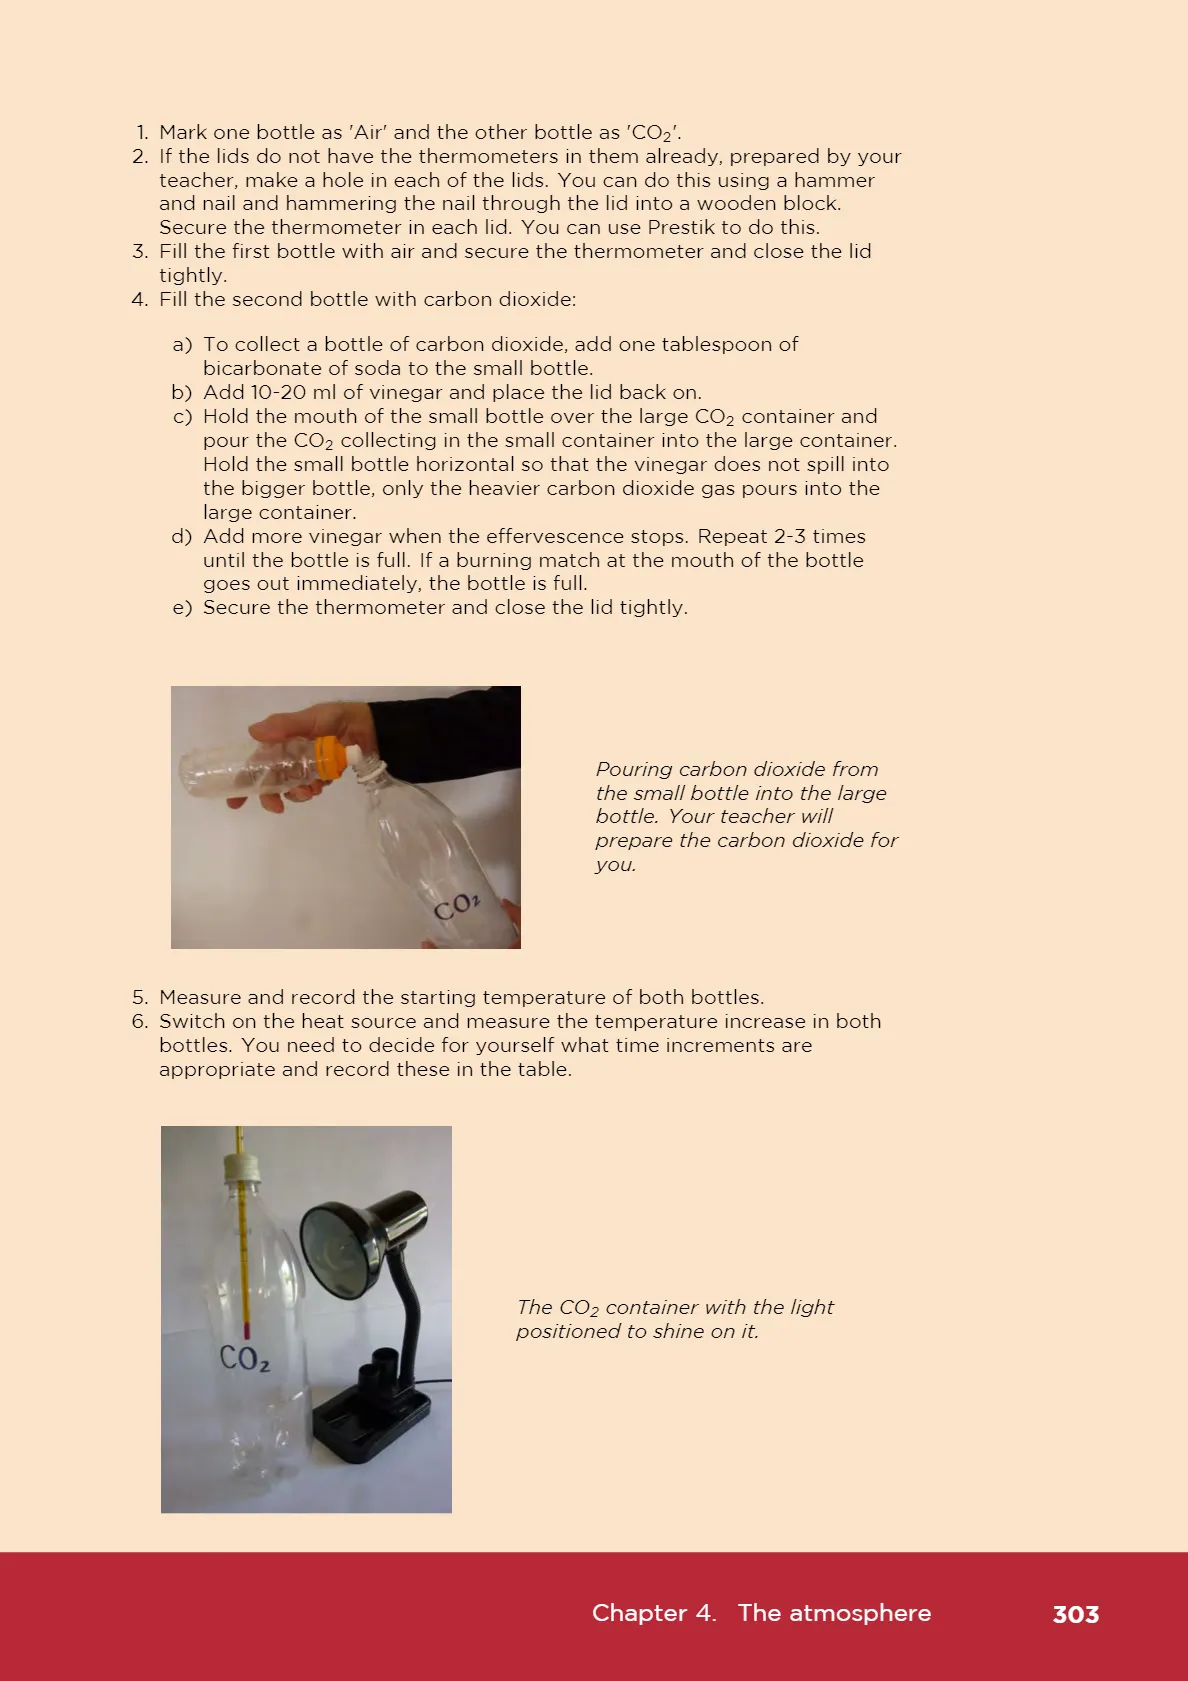 1. Mark one bottle as 'Air' and the other bottle as 'CO₂'.
2. If the lids do not have the thermometers in them already, prepared by your
teacher, make a hole in each of the lids. You can do this using a hammer
and nail and hammering the nail through the lid into a wooden block.
Secure the thermometer in each lid. You can use Prestik to do this.
3. Fill the first bottle with air and secure the thermometer and close the lid
tightly.
4. Fill the second bottle with carbon dioxide:
a) To collect a bottle of carbon dioxide, add one tablespoon of
bicarbonate of soda to the small bottle.
b) Add 10-20 ml of vinegar and place the lid back on.
c) Hold the mouth of the small bottle over the large CO₂ container and
pour the CO₂ collecting in the small container into the large container.
Hold the small bottle horizontal so that the vinegar does not spill into
the bigger bottle, only the heavier carbon dioxide gas pours into the
large container.
d) Add more vinegar when the effervescence stops. Repeat 2-3 times
until the bottle is full. If a burning match at the mouth of the bottle
goes out immediately, the bottle is full.
e) Secure the thermometer and close the lid tightly.
CO₂
Pouring carbon dioxide from
the small bottle into the large
bottle. Your teacher will
prepare the carbon dioxide for
you.
5. Measure and record the starting temperature of both bottles.
6. Switch on the heat source and measure the temperature increase in both
bottles. You need to decide for yourself what time increments are
appropriate and record these in the table.
CO₂
The CO₂ container with the light
positioned to shine on it.
Chapter 4. The atmosphere 303